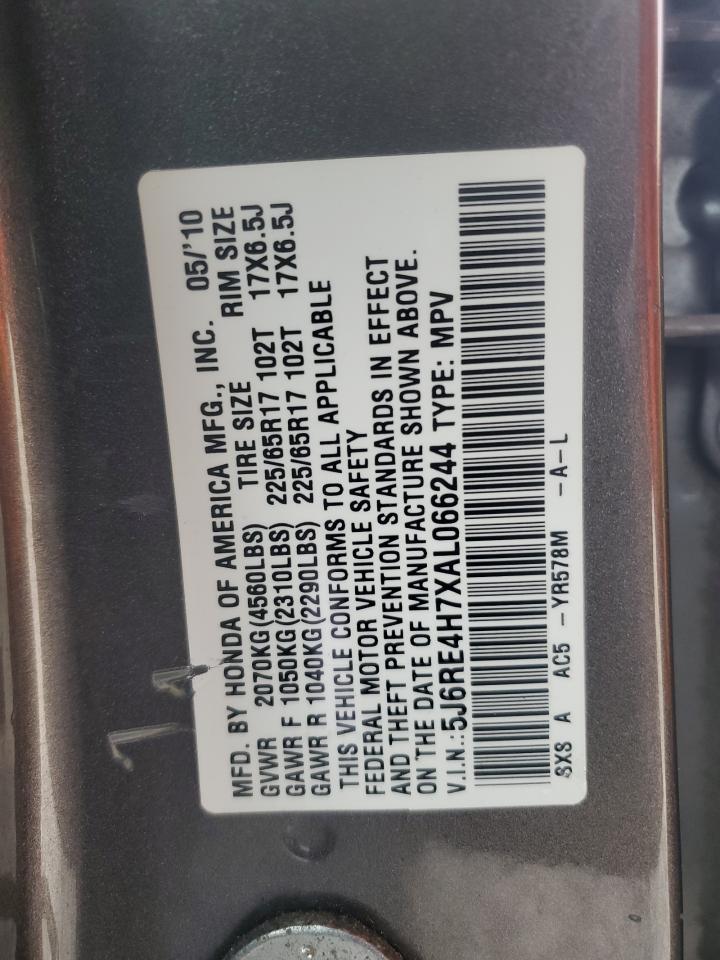 MFD. BY HONDA OF AMERICA MFG., INC. 05/'10
GVWR 2070KG(4560LBS) TIRE SIZE RIM SIZE
GAWR F 1050KG(2310LBS) 225/65R17 102T 17X6.5J
GAWR R 1040KG(2290LBS) 225/65R17 102T 17X6.5J
THIS VEHICLE CONFORMS TO ALL APPLICABLE
FEDERAL MOTOR VEHICLE SAFETY
AND THEFT PREVENTION STANDARDS IN EFFECT
ON THE DATE OF MANUFACTURE SHOWN ABOVE.
V.I.N.: 5J6RE4H7XAL066244 TYPE: MPV
SXS A AC5 -YR578M -A-L